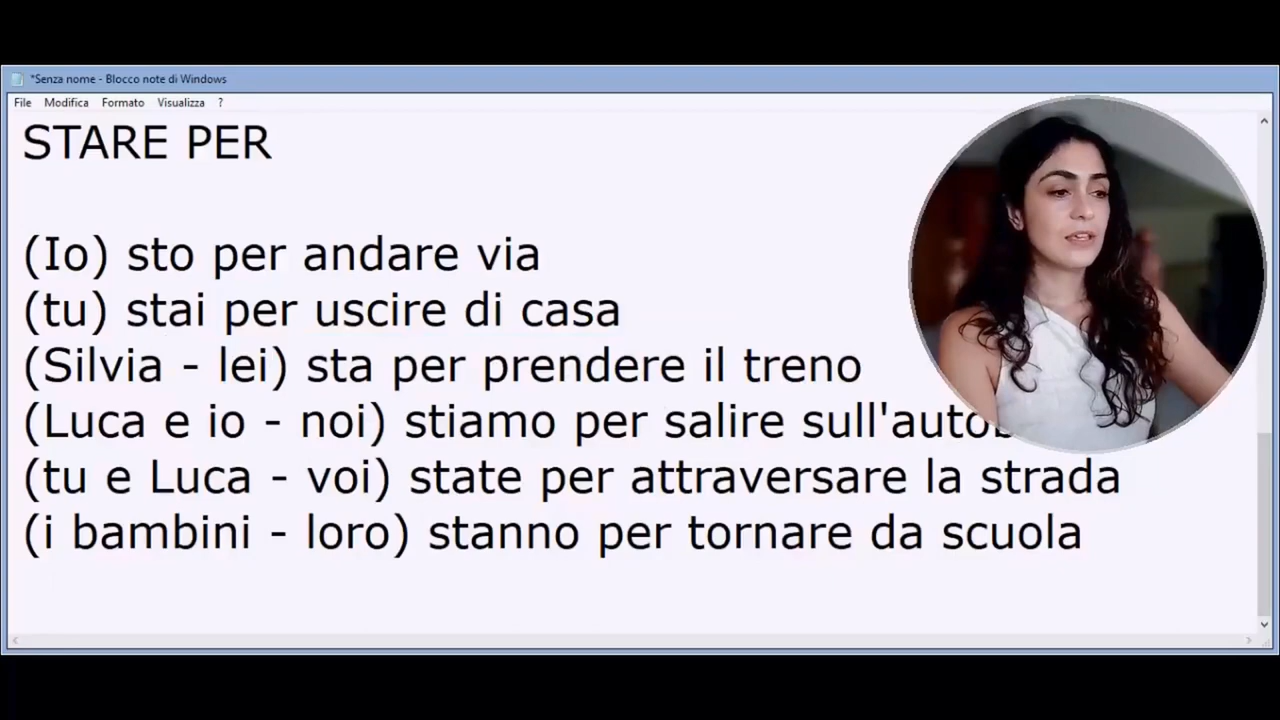 *Senza nome - Blocco note di Windows
File Modifica Formato Visualizza ?
STARE PER
(Io) sto per andare via
(tu) stai per uscire di casa
(Silvia - lei) sta per prendere il treno
(Luca e io - noi) stiamo per salire
(tu e Luca - voi) state per attraversare la strada
(i bambini - loro) stanno per tornare da scuola